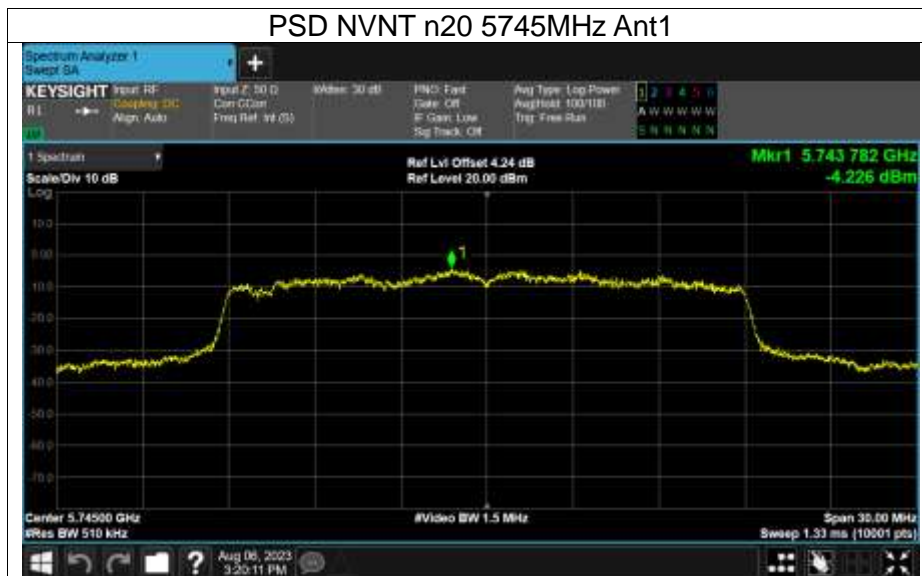 PSD NVNT n20 5745MHz Ant1
Spectrum Analyzer 1
Swept SA
+
KEYSIGHT Input: RF
Input Z: 50 Ω
#Atten: 30 dB
PNO: Fast
Avg Type: Log-Power
1 2 3 4 5 6
Coupling: DC
Corr CCorr
Gate: Off
Avg|Hold: 100/100
A W W W W W
Align: Auto
Freq Ref: Int (S)
IF Gain: Low
Trig: Free Run
Sig Track: Off
S N N N N N
1 Spectrum
Ref Lvl Offset 4.24 dB
Mkr1 5.743 782 GHz
Scale/Div 10 dB
Ref Level 20.00 dBm
-4.226 dBm
Log
10.0
0.00
-10.0
-20.0
-30.0
-40.0
-50.0
-60.0
-70.0
1
Center 5.74500 GHz
#Video BW 1.5 MHz
Span 30.00 MHz
#Res BW 510 kHz
Sweep 1.33 ms (10001 pts)
?
Aug 06, 2023
3:20:11 PM